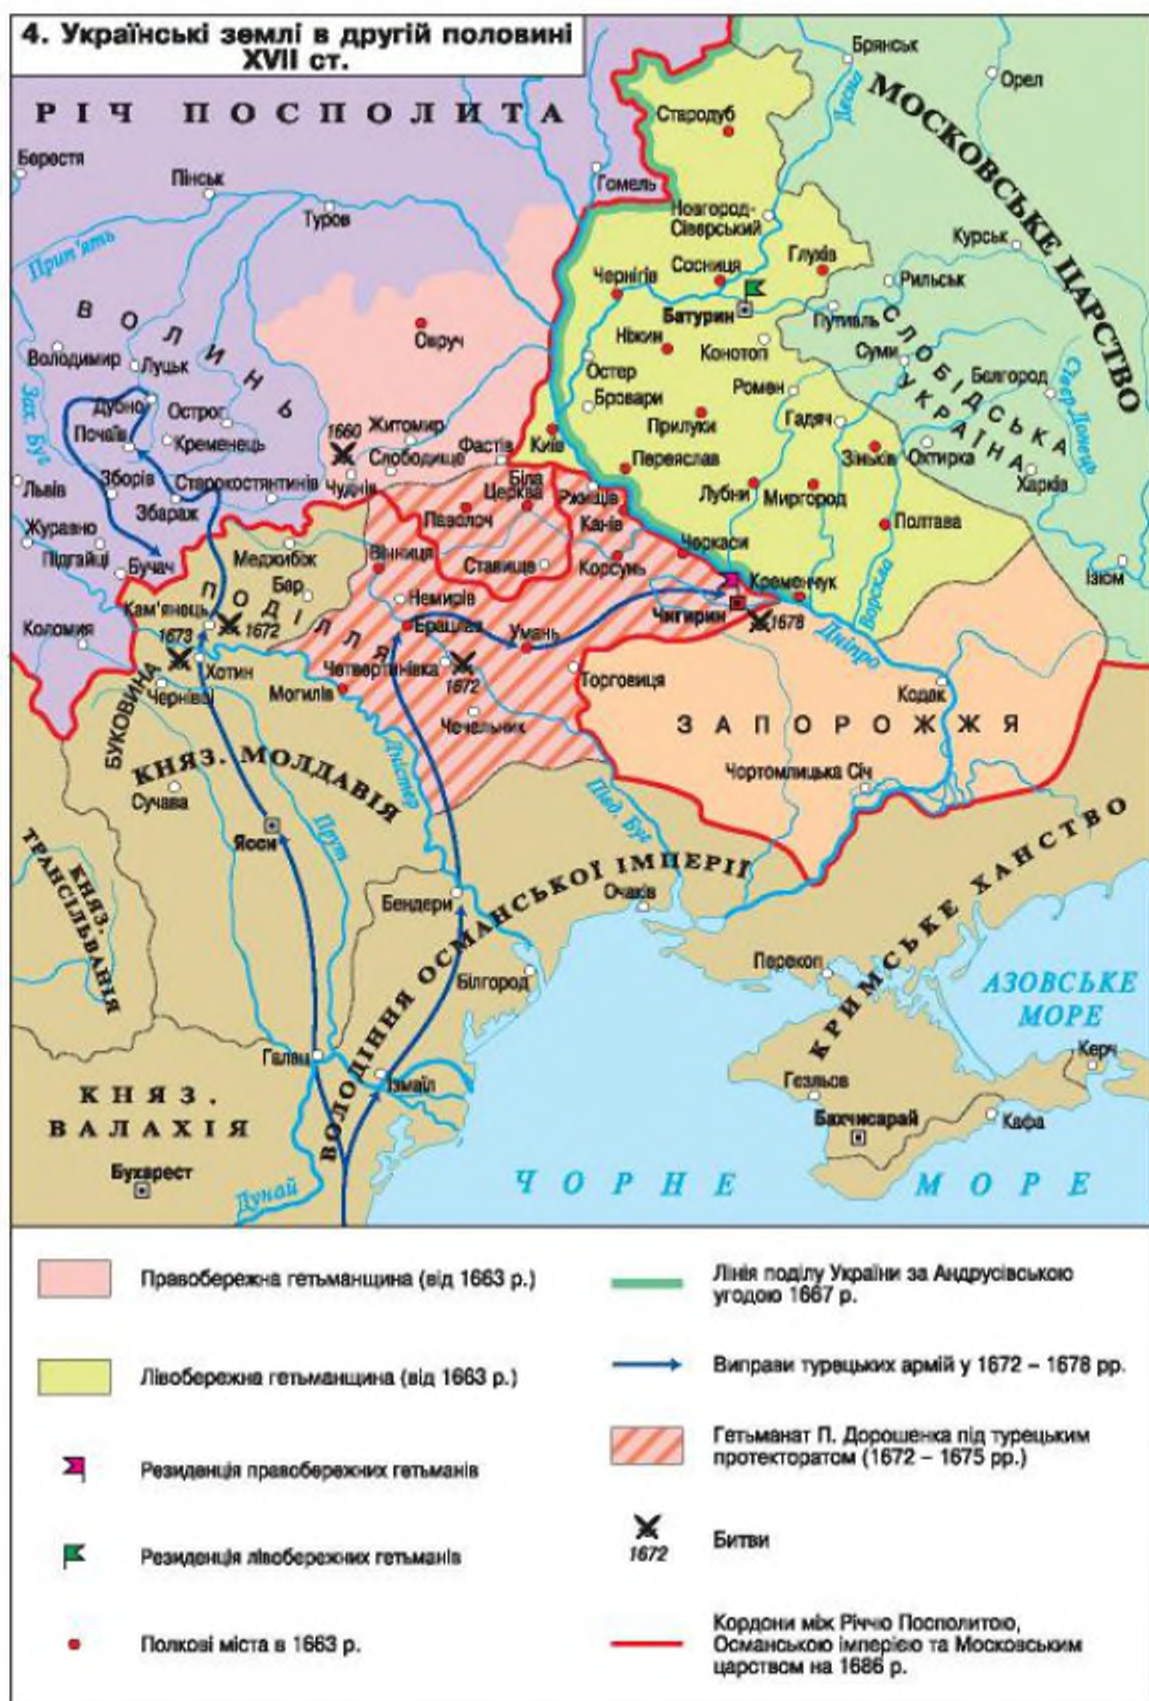 4. Українські землі в другій половині
XVII ст.
РІЧ ПОСПОЛИТА
МОСКОВСЬКЕ ЦАРСТВО
Брянськ
Орел
Десна
Стародуб
Берестя
Пінськ
Туров
Гомель
Прип'ять
Новгород-
Сіверський
Курськ
Глухів
Сосниця
Чернігів
Рильськ
Батурин
Путивль
СЛОБІДСЬКА
УКРАЇНА
ВОЛИНЬ
Овруч
Ніжин
Конотоп
Суми
Бєлгород
Сівер. Донець
Володимир
Луцьк
Остер
Бровари
Ромен
Гадяч
Зах. Буг
Дубно
Острог
Почаїв
Кременець
1660
Житомир
Слободище
Фастів
Київ
Прилуки
Зіньків
Охтирка
Харків
Переяслав
Львів
Зборів
Старокостянтинів
Чуднів
Біла
Церква
Ржищів
Лубни
Миргород
Збараж
Паволоч
Канів
Полтава
Журавно
Підгайці
Бучач
Меджибіж
Вінниця
Ставище
Корсунь
Черкаси
Ізюм
ПОДІЛЛЯ
Бар
Немирів
Кременчук
Ворскла
Кам'янець
1672
1673
Брацлав
Умань
Чигирин
1678
Дніпро
Коломия
Хотин
Четвертинівка
1672
Чернівці
Могилів
Торговиця
Кодак
БУКОВИНА
Чечельник
ЗАПОРОЖЖЯ
КНЯЗ. МОЛДАВІЯ
Дністер
Чортомлицька Січ
Сучава
Півд. Буг
Ясси
Прут
КНЯЗ.
ТРАНСІЛЬВАНІЯ
ВОЛОДІННЯ ОСМАНСЬКОЇ ІМПЕРІЇ
КРИМСЬКЕ ХАНСТВО
Бендери
Очаків
Білгород
Перекоп
АЗОВСЬКЕ
МОРЕ
Галац
Ізмаїл
Керч
КНЯЗ.
ВАЛАХІЯ
Гезльов
Бахчисарай
Кафа
Бухарест
Дунай
ЧОРНЕ МОРЕ
Правобережна гетьманщина (від 1663 р.)
Лівобережна гетьманщина (від 1663 р.)
Резиденція правобережних гетьманів
Резиденція лівобережних гетьманів
Полкові міста в 1663 р.
Лінія поділу України за Андрусівською
угодою 1667 р.
Виправи турецьких армій у 1672 – 1678 рр.
Гетьманат П. Дорошенка під турецьким
протекторатом (1672 – 1675 рр.)
1672
Битви
Кордони між Річчю Посполитою,
Османською імперією та Московським
царством на 1686 р.